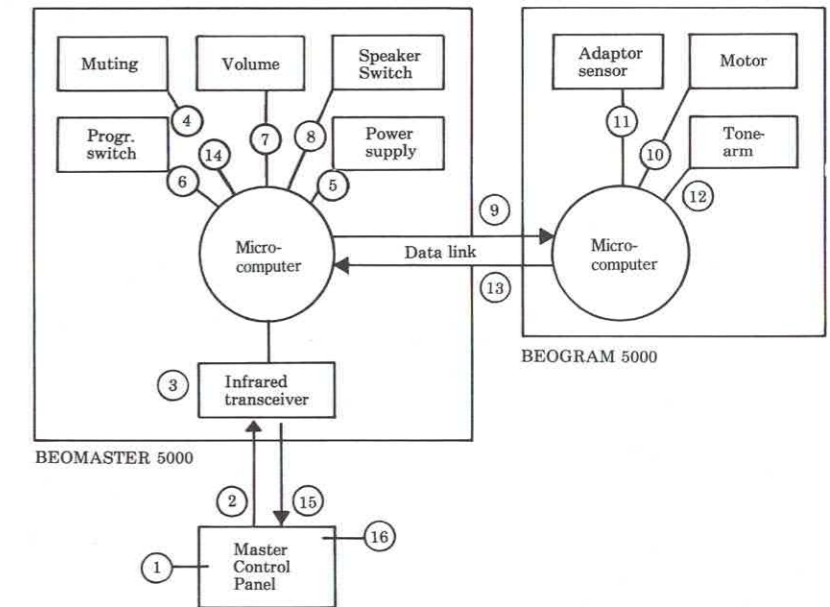 Muting
Volume
Speaker
Switch
Adaptor
sensor
Motor
4
7
8
11
10
Progr.
switch
14
Power
supply
Tone-
arm
6
5
9
12
Micro-
computer
Data link
Micro-
computer
13
BEOGRAM 5000
3
Infrared
transceiver
BEOMASTER 5000
2
15
16
1
Master
Control
Panel